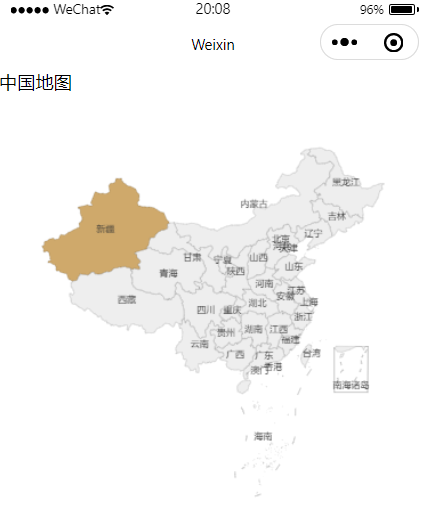 WeChat 20:08 96%
Weixin
中国地图
黑龙江
内蒙古
吉林
新疆
辽宁
北京
天津
甘肃
宁夏
山西
山东
青海
陕西
河南
西藏
四川
重庆
湖北
安徽
江苏
上海
浙江
贵州
湖南
江西
福建
云南
广西
广东
台湾
澳门
香港
南海诸岛
海南